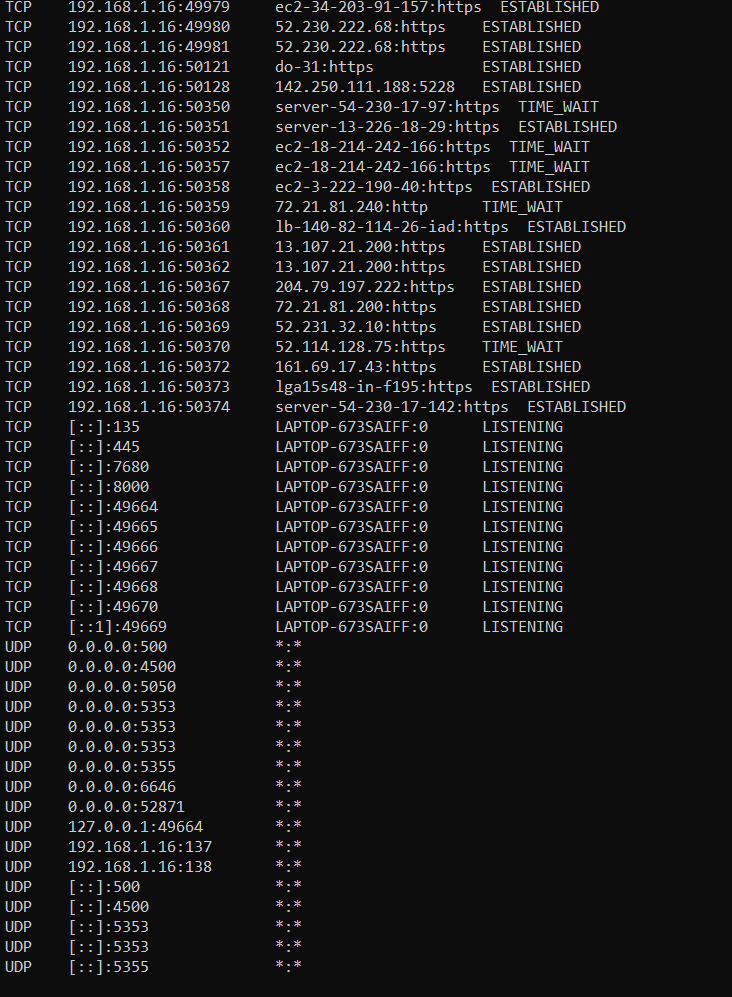 TCP    192.168.1.16:49979     ec2-34-203-91-157:https  ESTABLISHED
TCP    192.168.1.16:49980     52.230.222.68:https    ESTABLISHED
TCP    192.168.1.16:49981     52.230.222.68:https    ESTABLISHED
TCP    192.168.1.16:50121     do-31:https            ESTABLISHED
TCP    192.168.1.16:50128     142.250.111.188:5228   ESTABLISHED
TCP    192.168.1.16:50350     server-54-230-17-97:https  TIME_WAIT
TCP    192.168.1.16:50351     server-13-226-18-29:https  ESTABLISHED
TCP    192.168.1.16:50352     ec2-18-214-242-166:https  TIME_WAIT
TCP    192.168.1.16:50357     ec2-18-214-242-166:https  TIME_WAIT
TCP    192.168.1.16:50358     ec2-3-222-190-40:https  ESTABLISHED
TCP    192.168.1.16:50359     72.21.81.240:http      TIME_WAIT
TCP    192.168.1.16:50360     lb-140-82-114-26-iad:https  ESTABLISHED
TCP    192.168.1.16:50361     13.107.21.200:https    ESTABLISHED
TCP    192.168.1.16:50362     13.107.21.200:https    ESTABLISHED
TCP    192.168.1.16:50367     204.79.197.222:https   ESTABLISHED
TCP    192.168.1.16:50368     72.21.81.200:https     ESTABLISHED
TCP    192.168.1.16:50369     52.231.32.10:https     ESTABLISHED
TCP    192.168.1.16:50370     52.114.128.75:https    TIME_WAIT
TCP    192.168.1.16:50372     161.69.17.43:https     ESTABLISHED
TCP    192.168.1.16:50373     lga15s48-in-f195:https  ESTABLISHED
TCP    192.168.1.16:50374     server-54-230-17-142:https  ESTABLISHED
TCP    [::]:135               LAPTOP-673SAIFF:0      LISTENING
TCP    [::]:445               LAPTOP-673SAIFF:0      LISTENING
TCP    [::]:7680              LAPTOP-673SAIFF:0      LISTENING
TCP    [::]:8000              LAPTOP-673SAIFF:0      LISTENING
TCP    [::]:49664             LAPTOP-673SAIFF:0      LISTENING
TCP    [::]:49665             LAPTOP-673SAIFF:0      LISTENING
TCP    [::]:49666             LAPTOP-673SAIFF:0      LISTENING
TCP    [::]:49667             LAPTOP-673SAIFF:0      LISTENING
TCP    [::]:49668             LAPTOP-673SAIFF:0      LISTENING
TCP    [::]:49670             LAPTOP-673SAIFF:0      LISTENING
TCP    [::1]:49669            LAPTOP-673SAIFF:0      LISTENING
UDP    0.0.0.0:500            *:*
UDP    0.0.0.0:4500           *:*
UDP    0.0.0.0:5050           *:*
UDP    0.0.0.0:5353           *:*
UDP    0.0.0.0:5353           *:*
UDP    0.0.0.0:5353           *:*
UDP    0.0.0.0:5355           *:*
UDP    0.0.0.0:6646           *:*
UDP    0.0.0.0:52871          *:*
UDP    127.0.0.1:49664        *:*
UDP    192.168.1.16:137       *:*
UDP    192.168.1.16:138       *:*
UDP    [::]:500               *:*
UDP    [::]:4500              *:*
UDP    [::]:5353              *:*
UDP    [::]:5353              *:*
UDP    [::]:5355              *:*